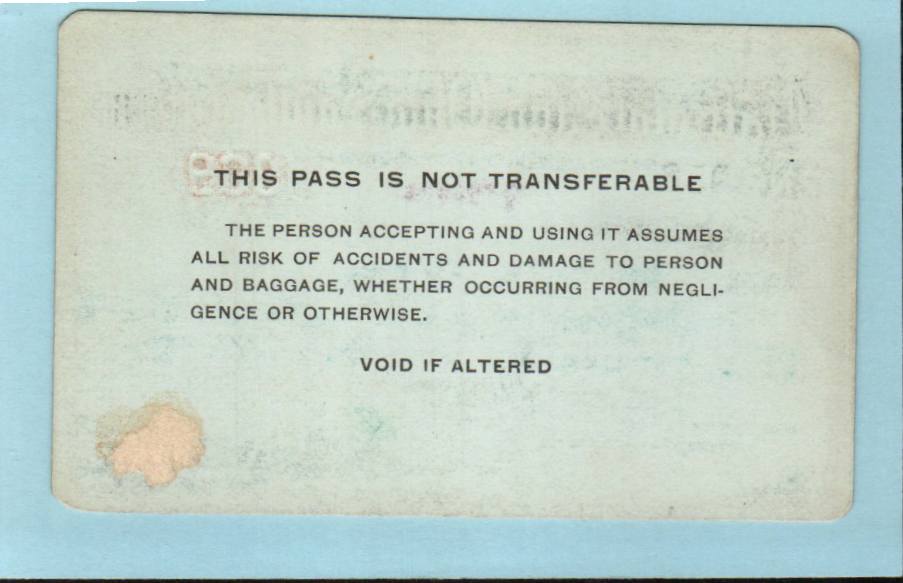 THIS PASS IS NOT TRANSFERABLE
THE PERSON ACCEPTING AND USING IT ASSUMES
ALL RISK OF ACCIDENTS AND DAMAGE TO PERSON
AND BAGGAGE, WHETHER OCCURRING FROM NEGLI-
GENCE OR OTHERWISE.
VOID IF ALTERED